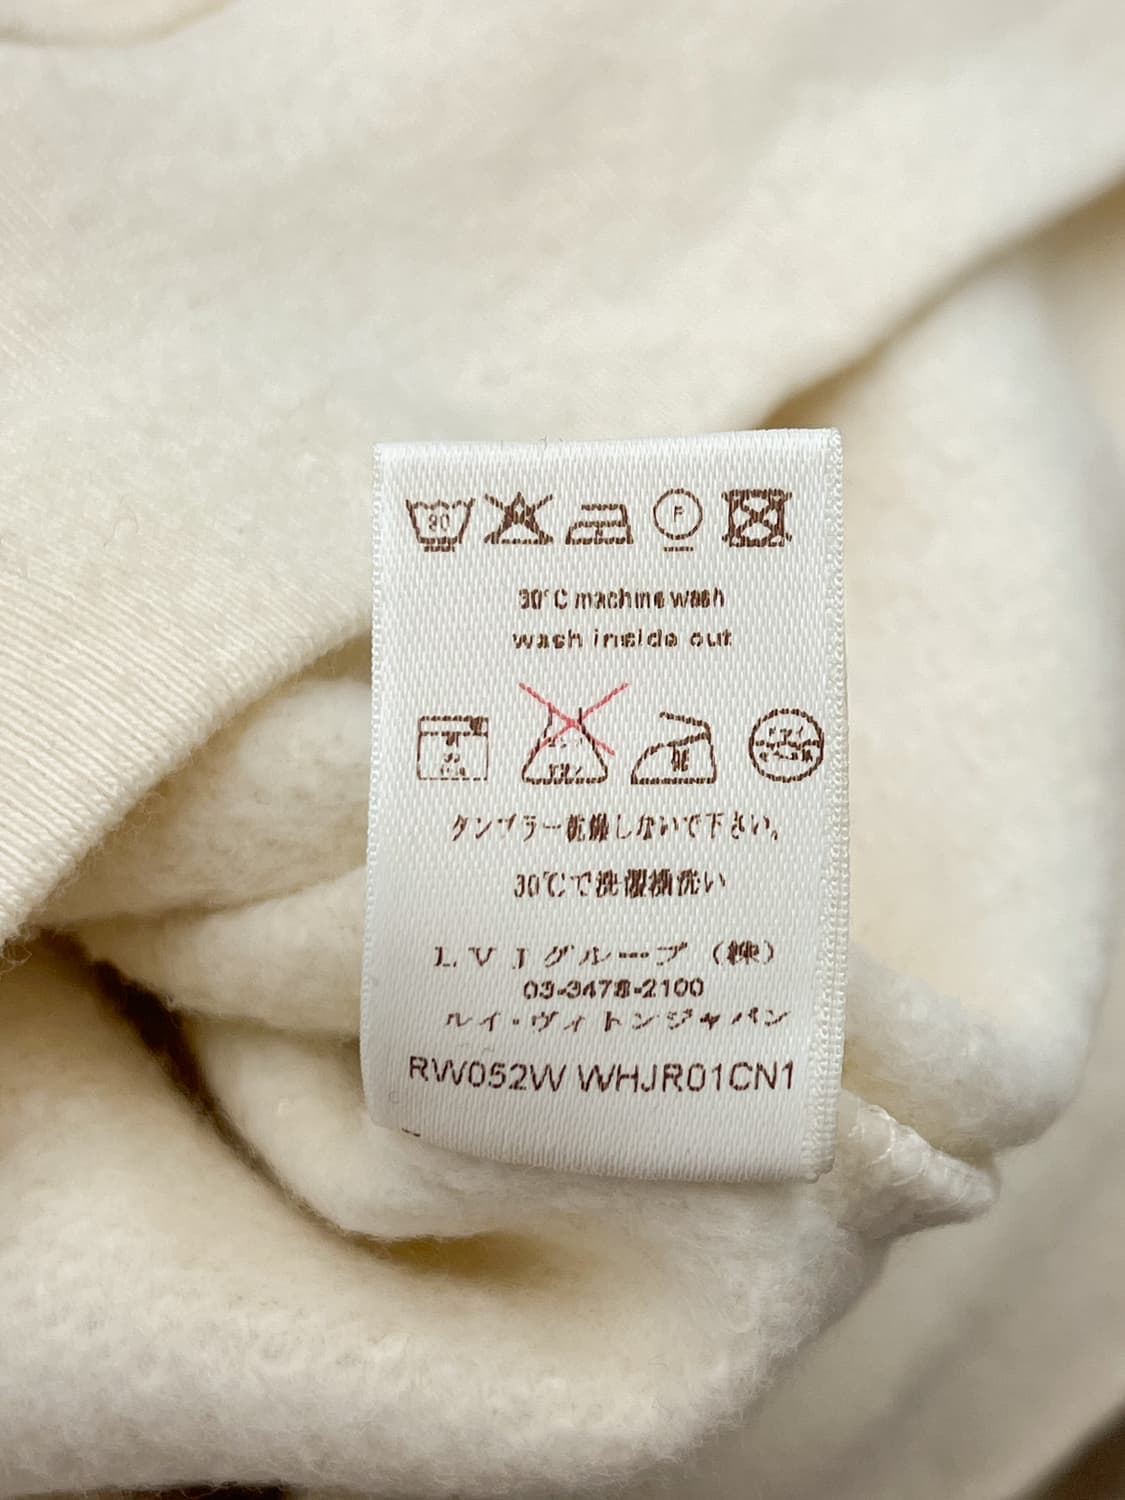 30
P
30°C machine wash
wash inside out
タンブラー乾燥しないで下さい。
30℃で洗濯機洗い
LVJグループ（株）
03-3478-2100
ルイ・ヴィトンジャパン
RW052W WHJR01CN1